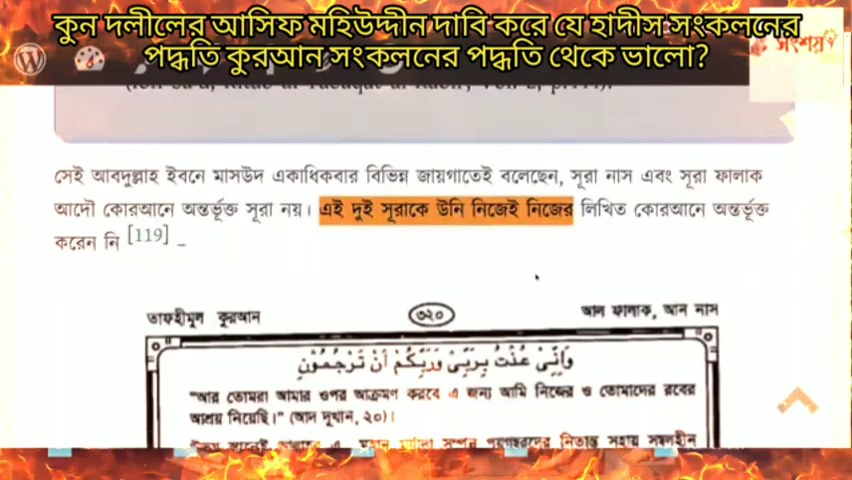 কুন দলীলের আসিফ মহিউদ্দীন দাবি করে যে হাদীস সংকলনের
পদ্ধতি কুরআন সংকলনের পদ্ধতি থেকে ভালো?
সংশয়
সেই আবদুল্লাহ ইবনে মাসউদ একাধিকবার বিভিন্ন জায়গাতেই বলেছেন, সূরা নাস এবং সূরা ফালাক
আদৌ কোরআনে অন্তর্ভূক্ত সূরা নয়। এই দুই সূরাকে উনি নিজেই নিজের লিখিত কোরআনে অন্তর্ভূক্ত
করেন নি [119] –
তাফহীমুল কুরআন ৩২০ আল ফালাক, আন নাস
وَاِنِّىْ عُذْتُ بِرَبِّىْ وَرَبِّكُمْ اَنْ تَرْجُمُوْنِ
"আর তোমরা আমার ওপর আক্রমণ করবে এ জন্য আমি নিজের ও তোমাদের রবের
আশ্রয় নিয়েছি।" (আদ দুখান, ২০)।